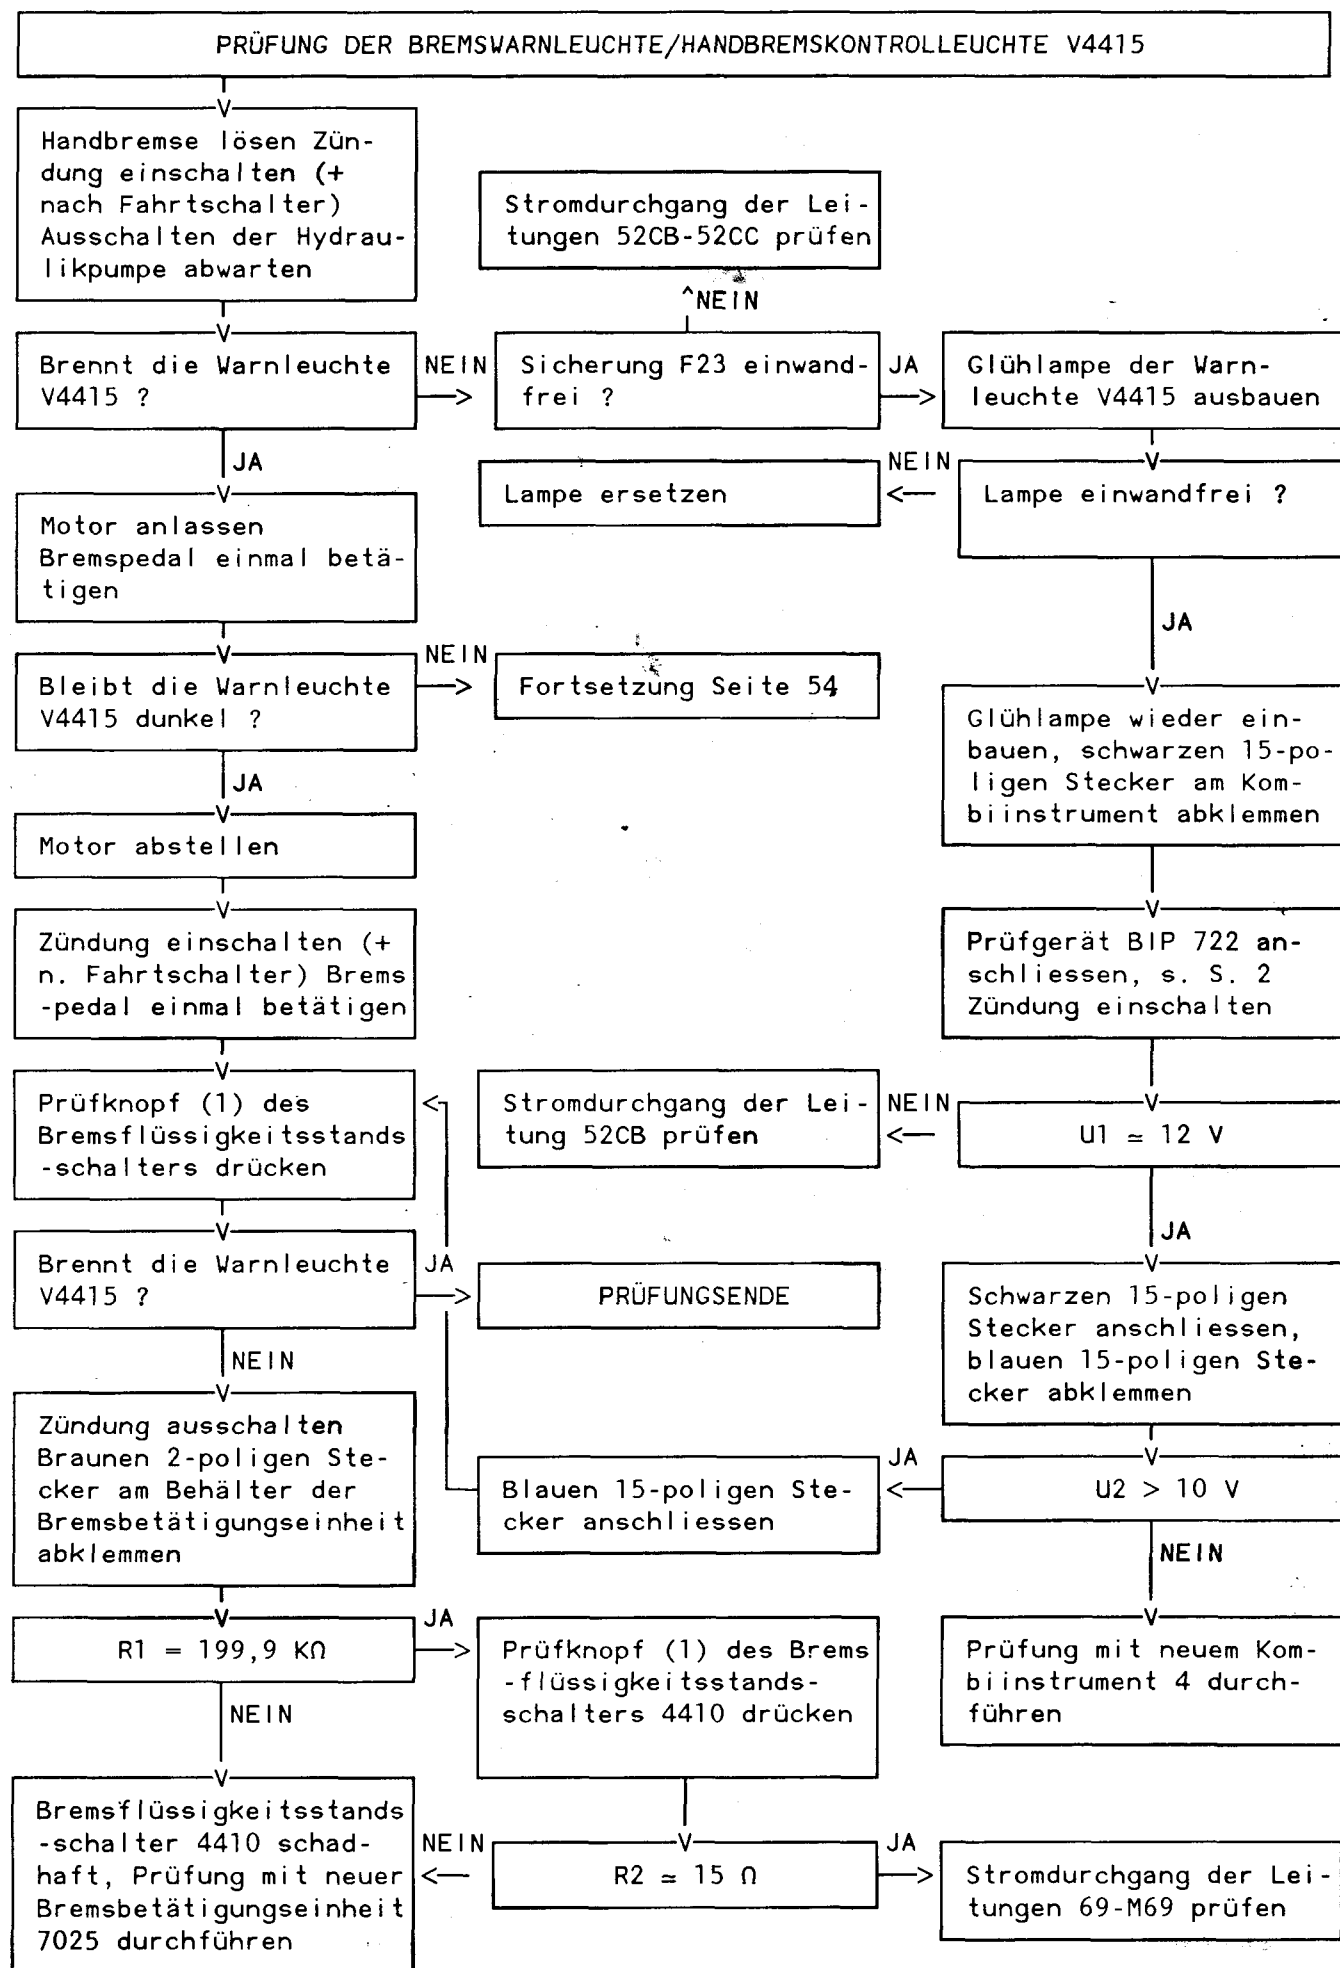 PRÜFUNG DER BREMSWARNLEUCHTE/HANDBREMSKONTROLLEUCHTE V4415
Handbremse lösen Zün-
dung einschalten (+
nach Fahrtschalter)
Ausschalten der Hydrau-
likpumpe abwarten
Stromdurchgang der Lei-
tungen 52CB-52CC prüfen
^NEIN
Brennt die Warnleuchte
V4415 ?
NEIN
-->
Sicherung F23 einwand-
frei ?
JA
-->
Glühlampe der Warn-
leuchte V4415 ausbauen
JA
Lampe ersetzen
NEIN
<--
Lampe einwandfrei ?
Motor anlassen
Bremspedal einmal betä-
tigen
JA
Bleibt die Warnleuchte
V4415 dunkel ?
NEIN
-->
Fortsetzung Seite 54
Glühlampe wieder ein-
bauen, schwarzen 15-po-
ligen Stecker am Kom-
biinstrument abklemmen
JA
Motor abstellen
Zündung einschalten (+
n. Fahrtschalter) Brems
-pedal einmal betätigen
Prüfgerät BIP 722 an-
schliessen, s. S. 2
Zündung einschalten
Prüfknopf (1) des
Bremsflüssigkeitsstands
-schalters drücken
Stromdurchgang der Lei-
tung 52CB prüfen
NEIN
<--
U1 ≃ 12 V
JA
Brennt die Warnleuchte
V4415 ?
JA
-->
PRÜFUNGSENDE
Schwarzen 15-poligen
Stecker anschliessen,
blauen 15-poligen Ste-
cker abklemmen
NEIN
Zündung ausschalten
Braunen 2-poligen Ste-
cker am Behälter der
Bremsbetätigungseinheit
abklemmen
Blauen 15-poligen Ste-
cker anschliessen
JA
<--
U2 > 10 V
NEIN
R1 = 199,9 KΩ
JA
-->
Prüfknopf (1) des Brems
-flüssigkeitsstands-
schalters 4410 drücken
Prüfung mit neuem Kom-
biinstrument 4 durch-
führen
NEIN
Bremsflüssigkeitsstands
-schalter 4410 schad-
haft, Prüfung mit neuer
Bremsbetätigungseinheit
7025 durchführen
NEIN
<--
R2 ≃ 15 Ω
JA
-->
Stromdurchgang der Lei-
tungen 69-M69 prüfen